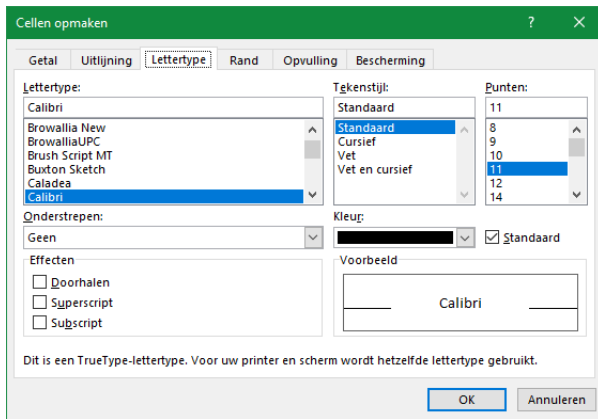 Cellen opmaken ? ×
Getal Uitlijning Lettertype Rand Opvulling Bescherming
Lettertype: Tekenstijl: Punten:
Calibri Standaard 11
Browallia New Standaard 8
BrowalliaUPC Cursief 9
Brush Script MT Vet 10
Buxton Sketch Vet en cursief 11
Caladea 12
Calibri 14
Onderstrepen: Kleur:
Geen Standaard
Effecten Voorbeeld
Doorhalen
Superscript Calibri
Subscript
Dit is een TrueType-lettertype. Voor uw printer en scherm wordt hetzelfde lettertype gebruikt.
OK Annuleren